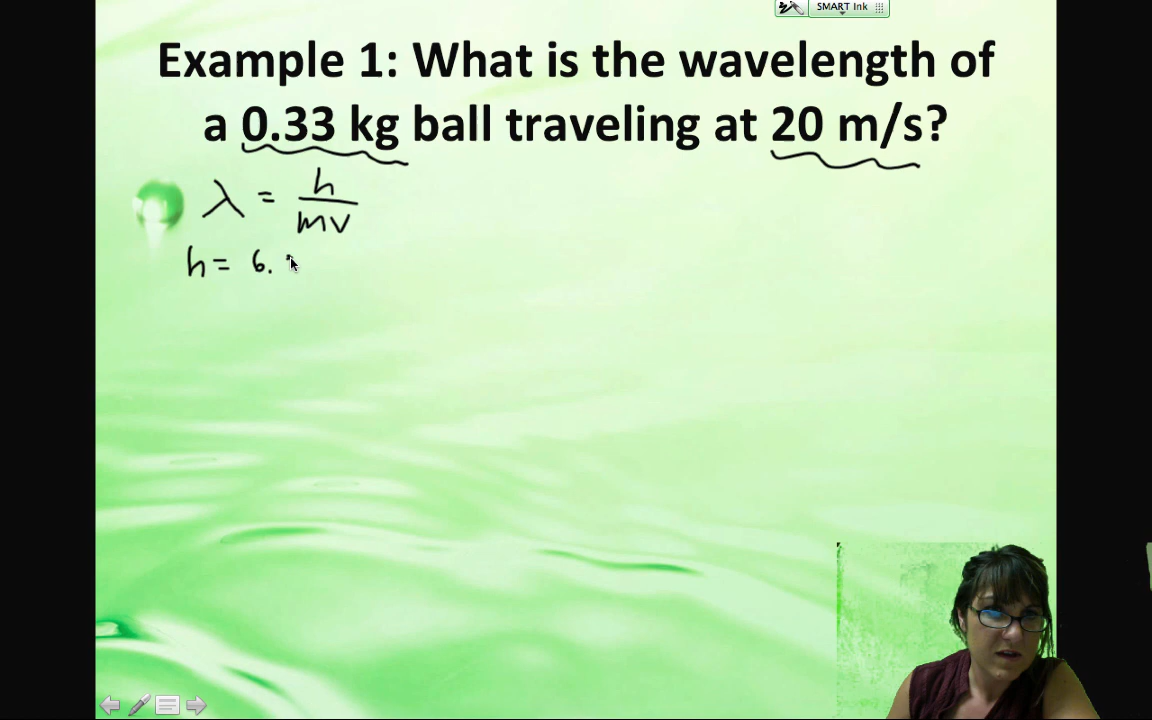 SMART Ink
Example 1: What is the wavelength of
a 0.33 kg ball traveling at 20 m/s?
λ = h/mv
h = 6.